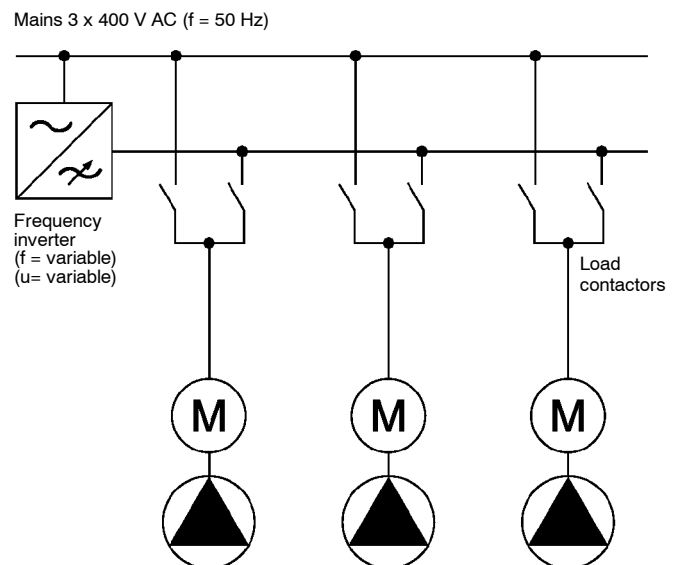 Mains 3 x 400 V AC (f = 50 Hz)
Frequency
inverter
(f = variable)
(u= variable)
Load
contactors
M
M
M